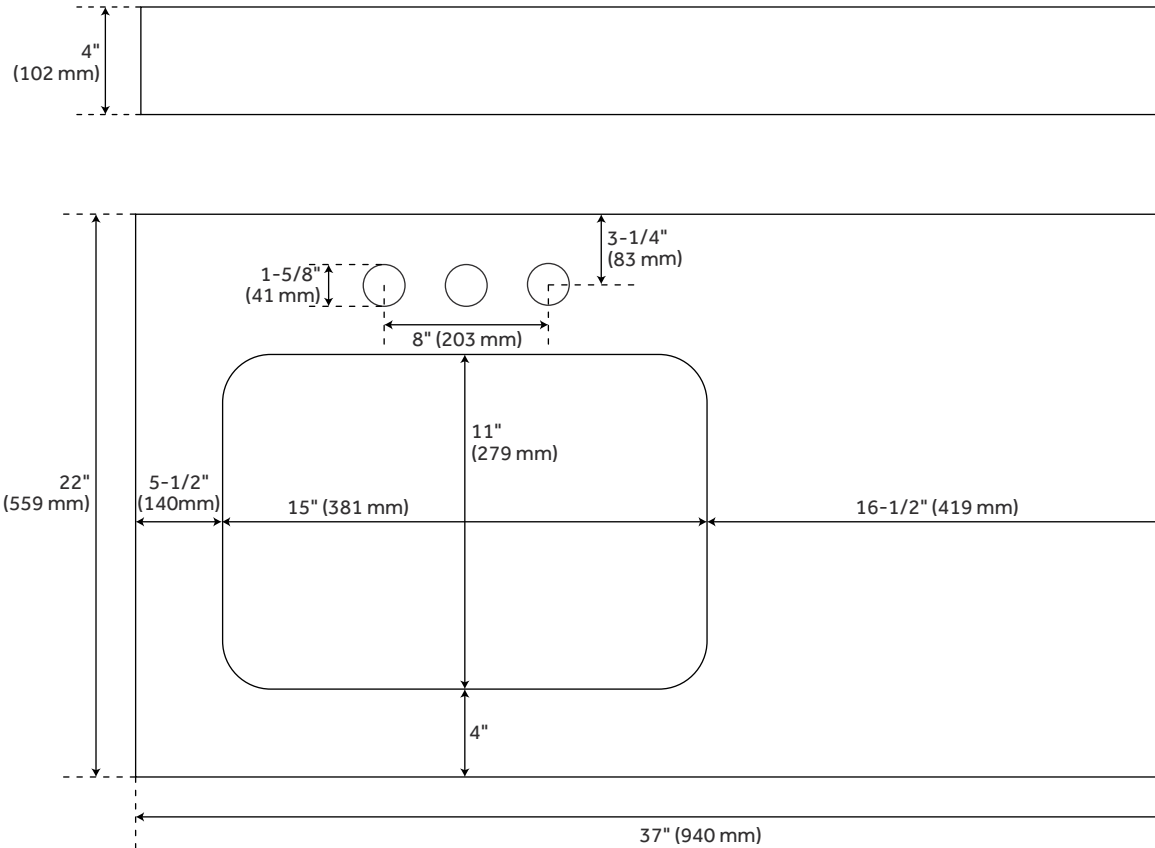 4"
(102 mm)
3-1/4"
(83 mm)
1-5/8"
(41 mm)
8" (203 mm)
11"
(279 mm)
22"
(559 mm)
5-1/2"
(140mm)
15" (381 mm)
16-1/2" (419 mm)
4"
37" (940 mm)